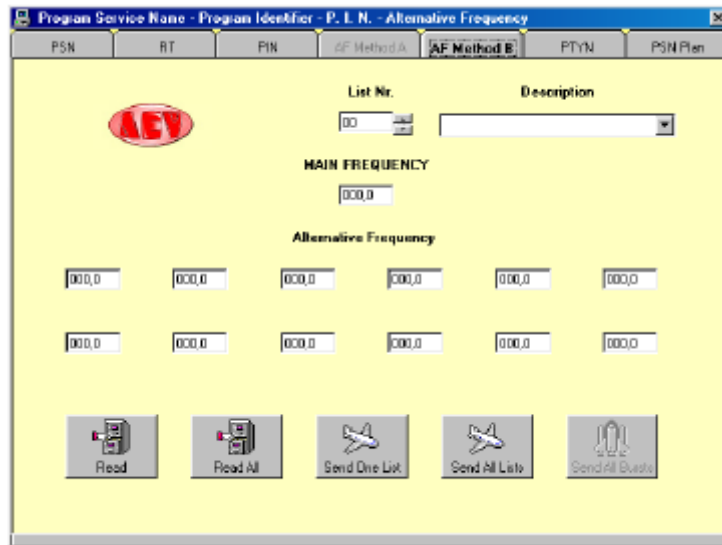 Program Service Name - Program Identifier - P. I. N. - Alternative Frequency
PSN RT PIN AF Method A AF Method B PTYN PSN Plan
List Nr. Description
AEV
00
MAIN FREQUENCY
000,0
Alternative Frequency
000,0 000,0 000,0 000,0 000,0 000,0
000,0 000,0 000,0 000,0 000,0 000,0
Read Read All Send One List Send All Lists Send All Bursts